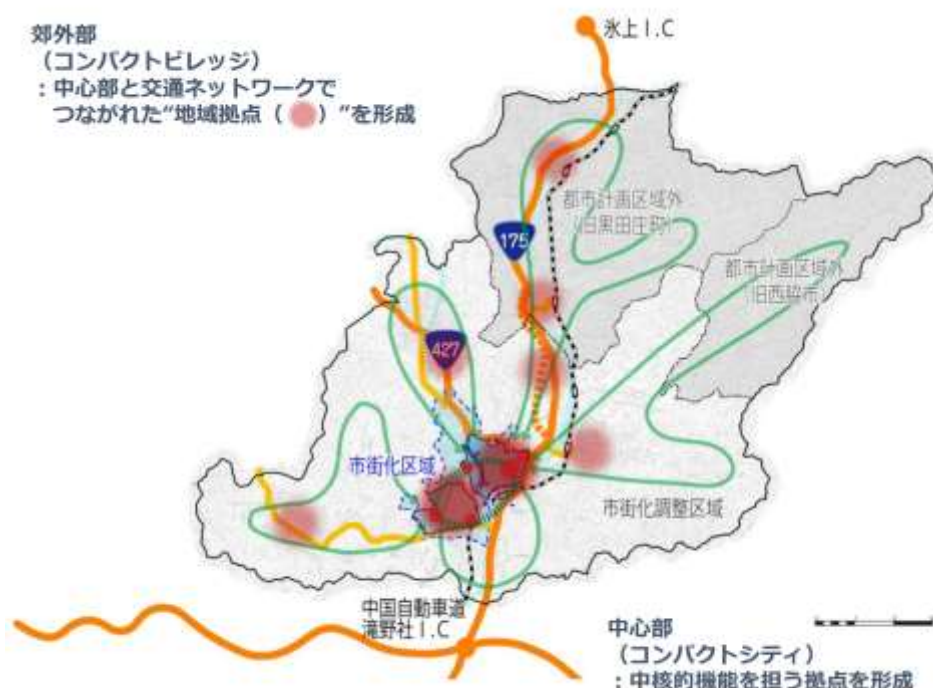 郊外部
(コンパクトビレッジ)
:中心部と交通ネットワークで
つながれた“地域拠点( )”を形成
氷上I.C
都市計画区域外
(旧黒田庄町)
175
都市計画区域外
(旧西脇市)
427
市街化区域
市街化調整区域
中国自動車道
滝野社I.C
中心部
(コンパクトシティ)
:中核的機能を担う拠点を形成